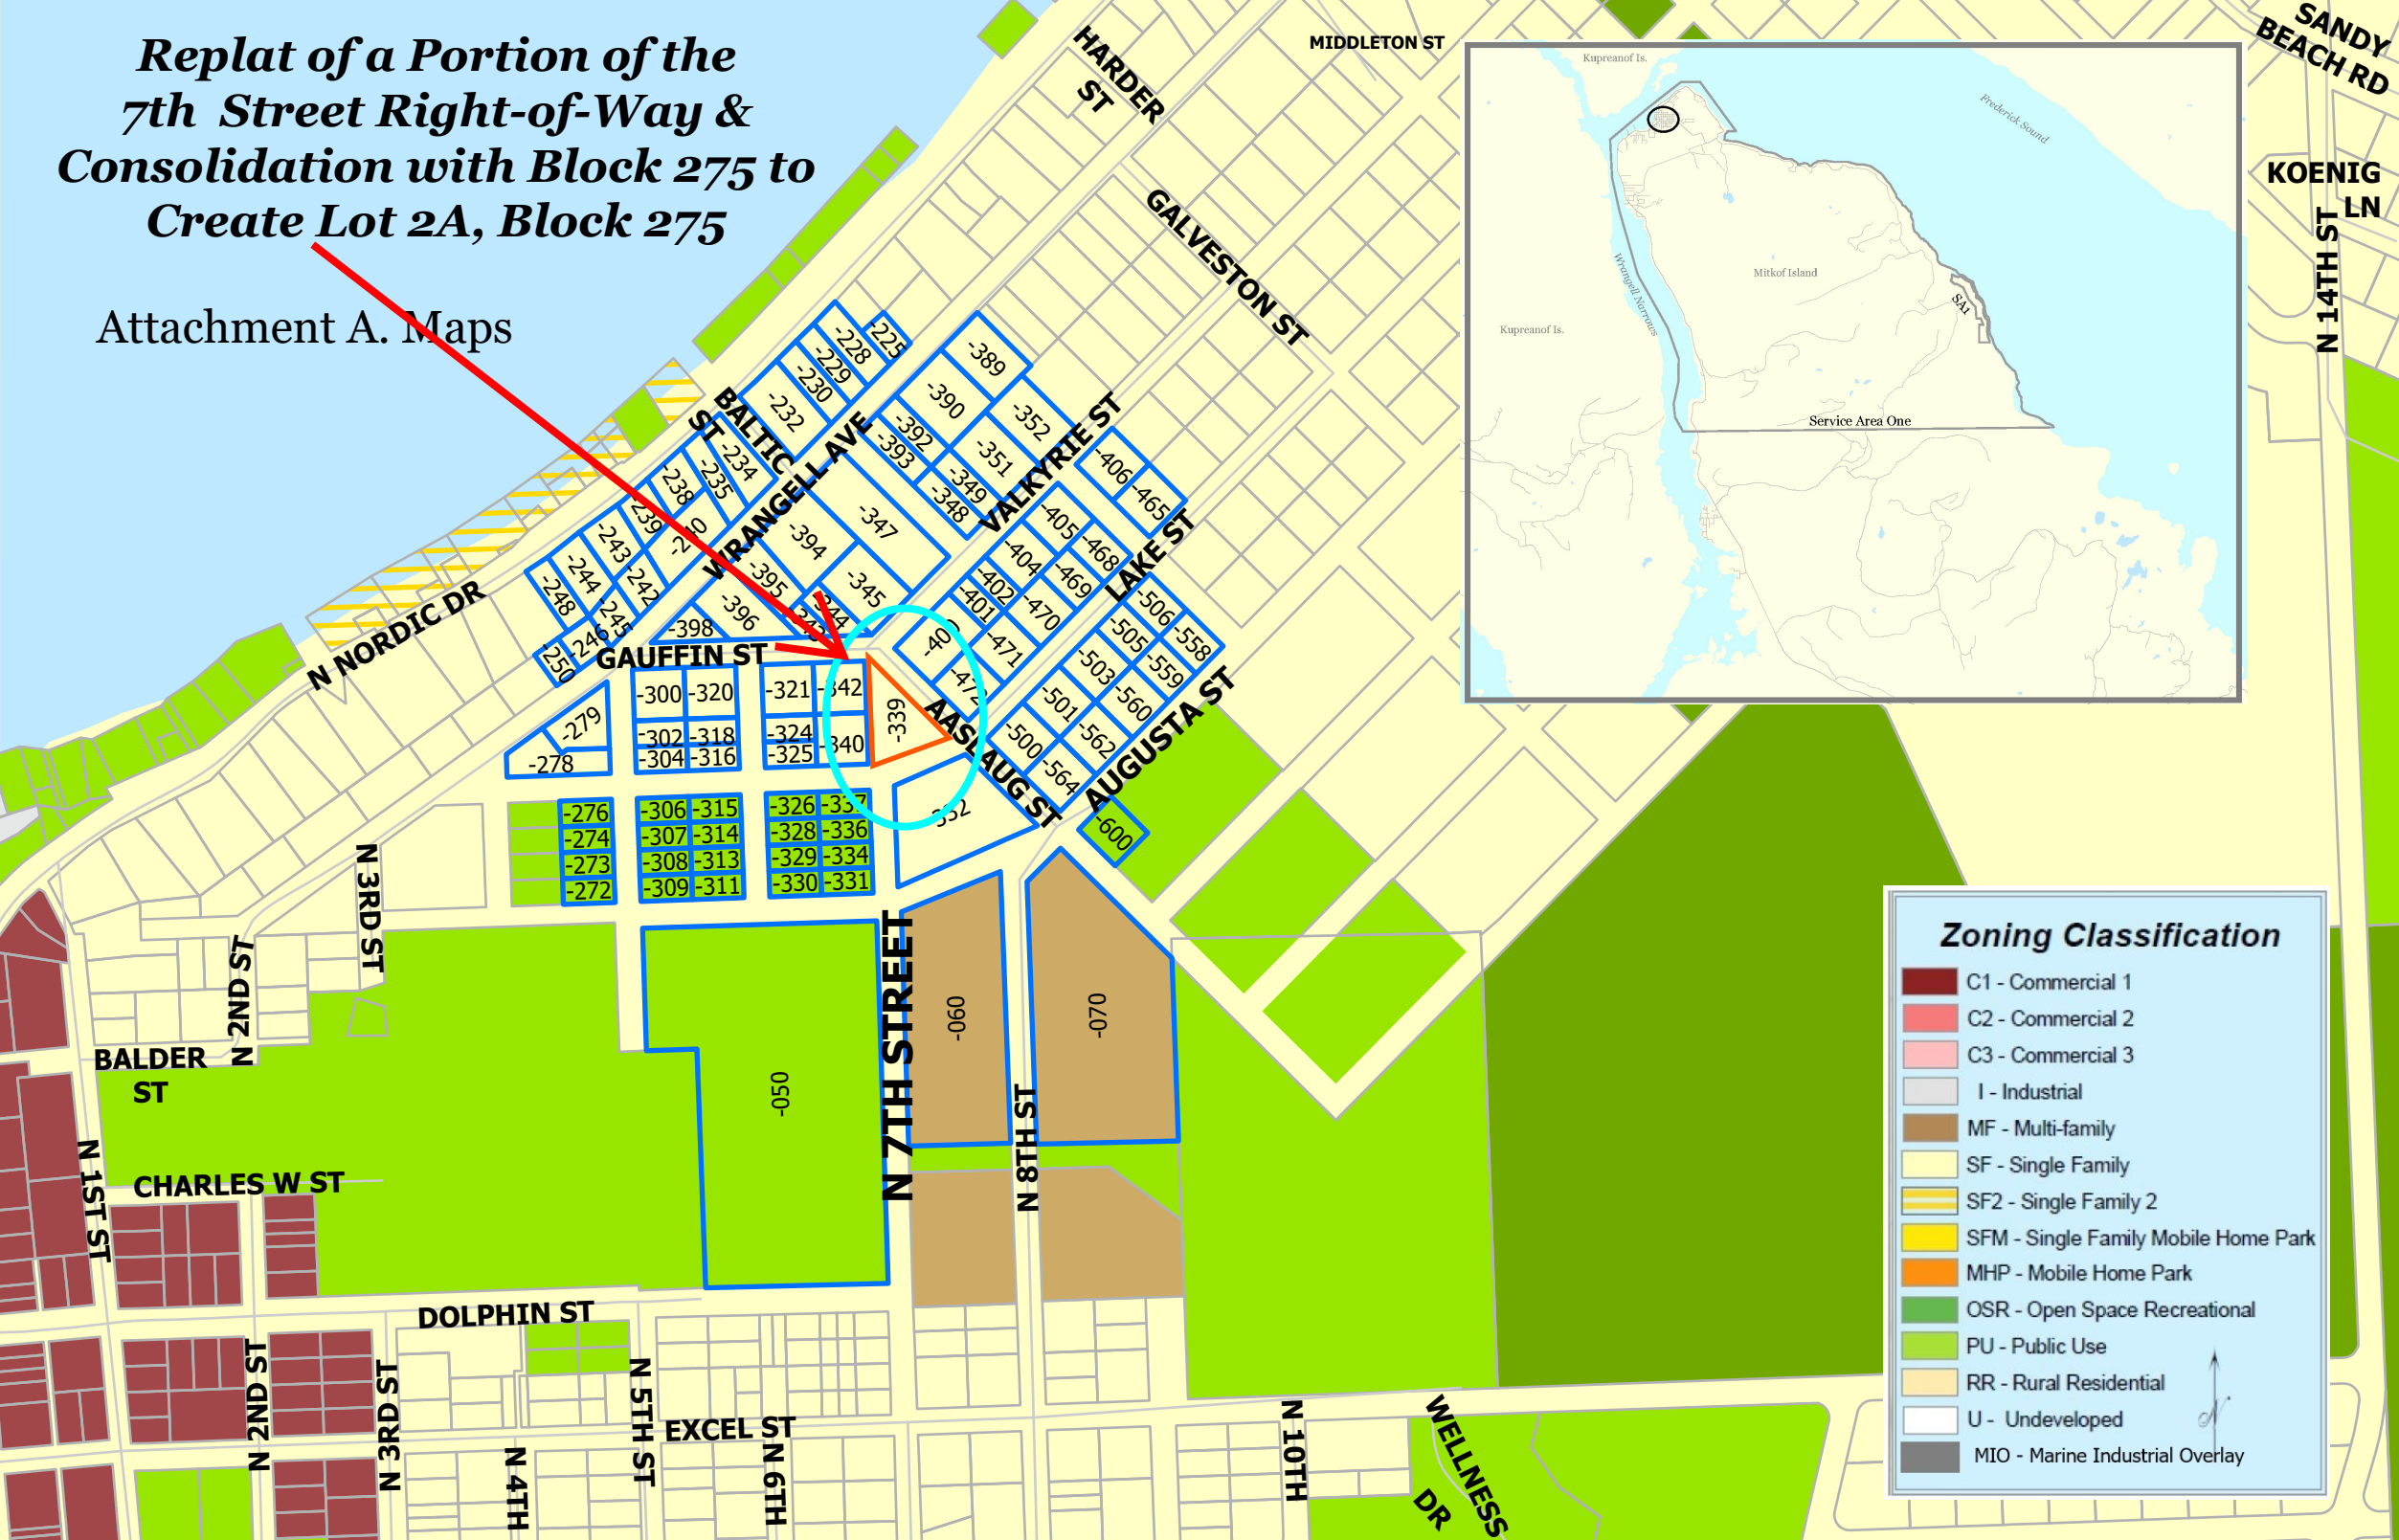 Replat of a Portion of the
7th Street Right-of-Way &
Consolidation with Block 275 to
Create Lot 2A, Block 275
Attachment A. Maps
HARDER
ST
MIDDLETON ST
SANDY
BEACH RD
KOENIG
LN
N 14TH ST
GALVESTON ST
Kupreanof Is.
Frederick Sound
Mitkof Island
Wrangell Narrows
Kupreanof Is.
SA1
Service Area One
BALTIC
ST
WRANGELL AVE
VALKYRIE ST
LAKE ST
AUGUSTA ST
AASLAUG ST
N NORDIC DR
GAUFFIN ST
-225
-228
-229
-230
-232
-234
-235
-238
-239
-240
-243
-242
-244
-245
-248
-246
-250
-389
-390
-352
-392
-393
-351
-349
-348
-347
-394
-395
-345
-396
-344
-343
-398
-406
-465
-405
-468
-404
-469
-402
-401
-470
-471
-472
-506
-558
-505
-559
-503
-560
-501
-562
-500
-564
-600
-279
-278
-300
-320
-302
-318
-304
-316
-321
-342
-324
-325
-340
-339
-332
-276
-274
-273
-272
-306
-315
-307
-314
-308
-313
-309
-311
-326
-337
-328
-336
-329
-334
-330
-331
-050
-060
-070
N 7TH STREET
N 8TH ST
N 3RD ST
N 2ND ST
BALDER
ST
N 1ST ST
CHARLES W ST
DOLPHIN ST
N 2ND ST
N 3RD ST
N 5TH ST
EXCEL ST
N 4TH
N 6TH
N 10TH
WELLNESS
DR
Zoning Classification
C1 - Commercial 1
C2 - Commercial 2
C3 - Commercial 3
I - Industrial
MF - Multi-family
SF - Single Family
SF2 - Single Family 2
SFM - Single Family Mobile Home Park
MHP - Mobile Home Park
OSR - Open Space Recreational
PU - Public Use
RR - Rural Residential
U - Undeveloped
MIO - Marine Industrial Overlay
N